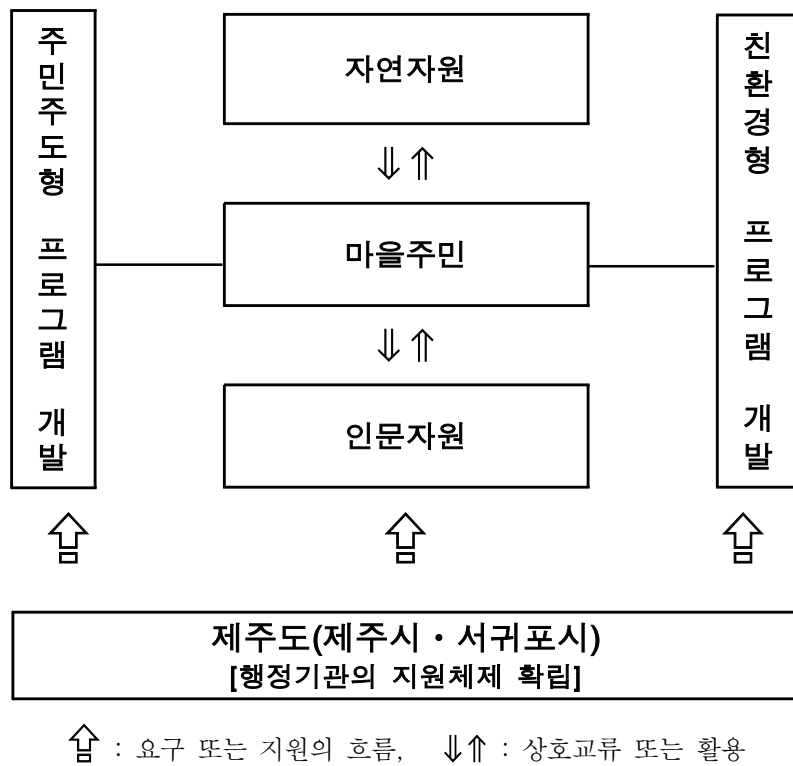 주민주도형 프로그램 개발
자연자원
⇓⇑
마을주민
⇓⇑
인문자원
친환경형 프로그램 개발
제주도(제주시・서귀포시)
[행정기관의 지원체제 확립]
: 요구 또는 지원의 흐름, ⇓⇑ : 상호교류 또는 활용